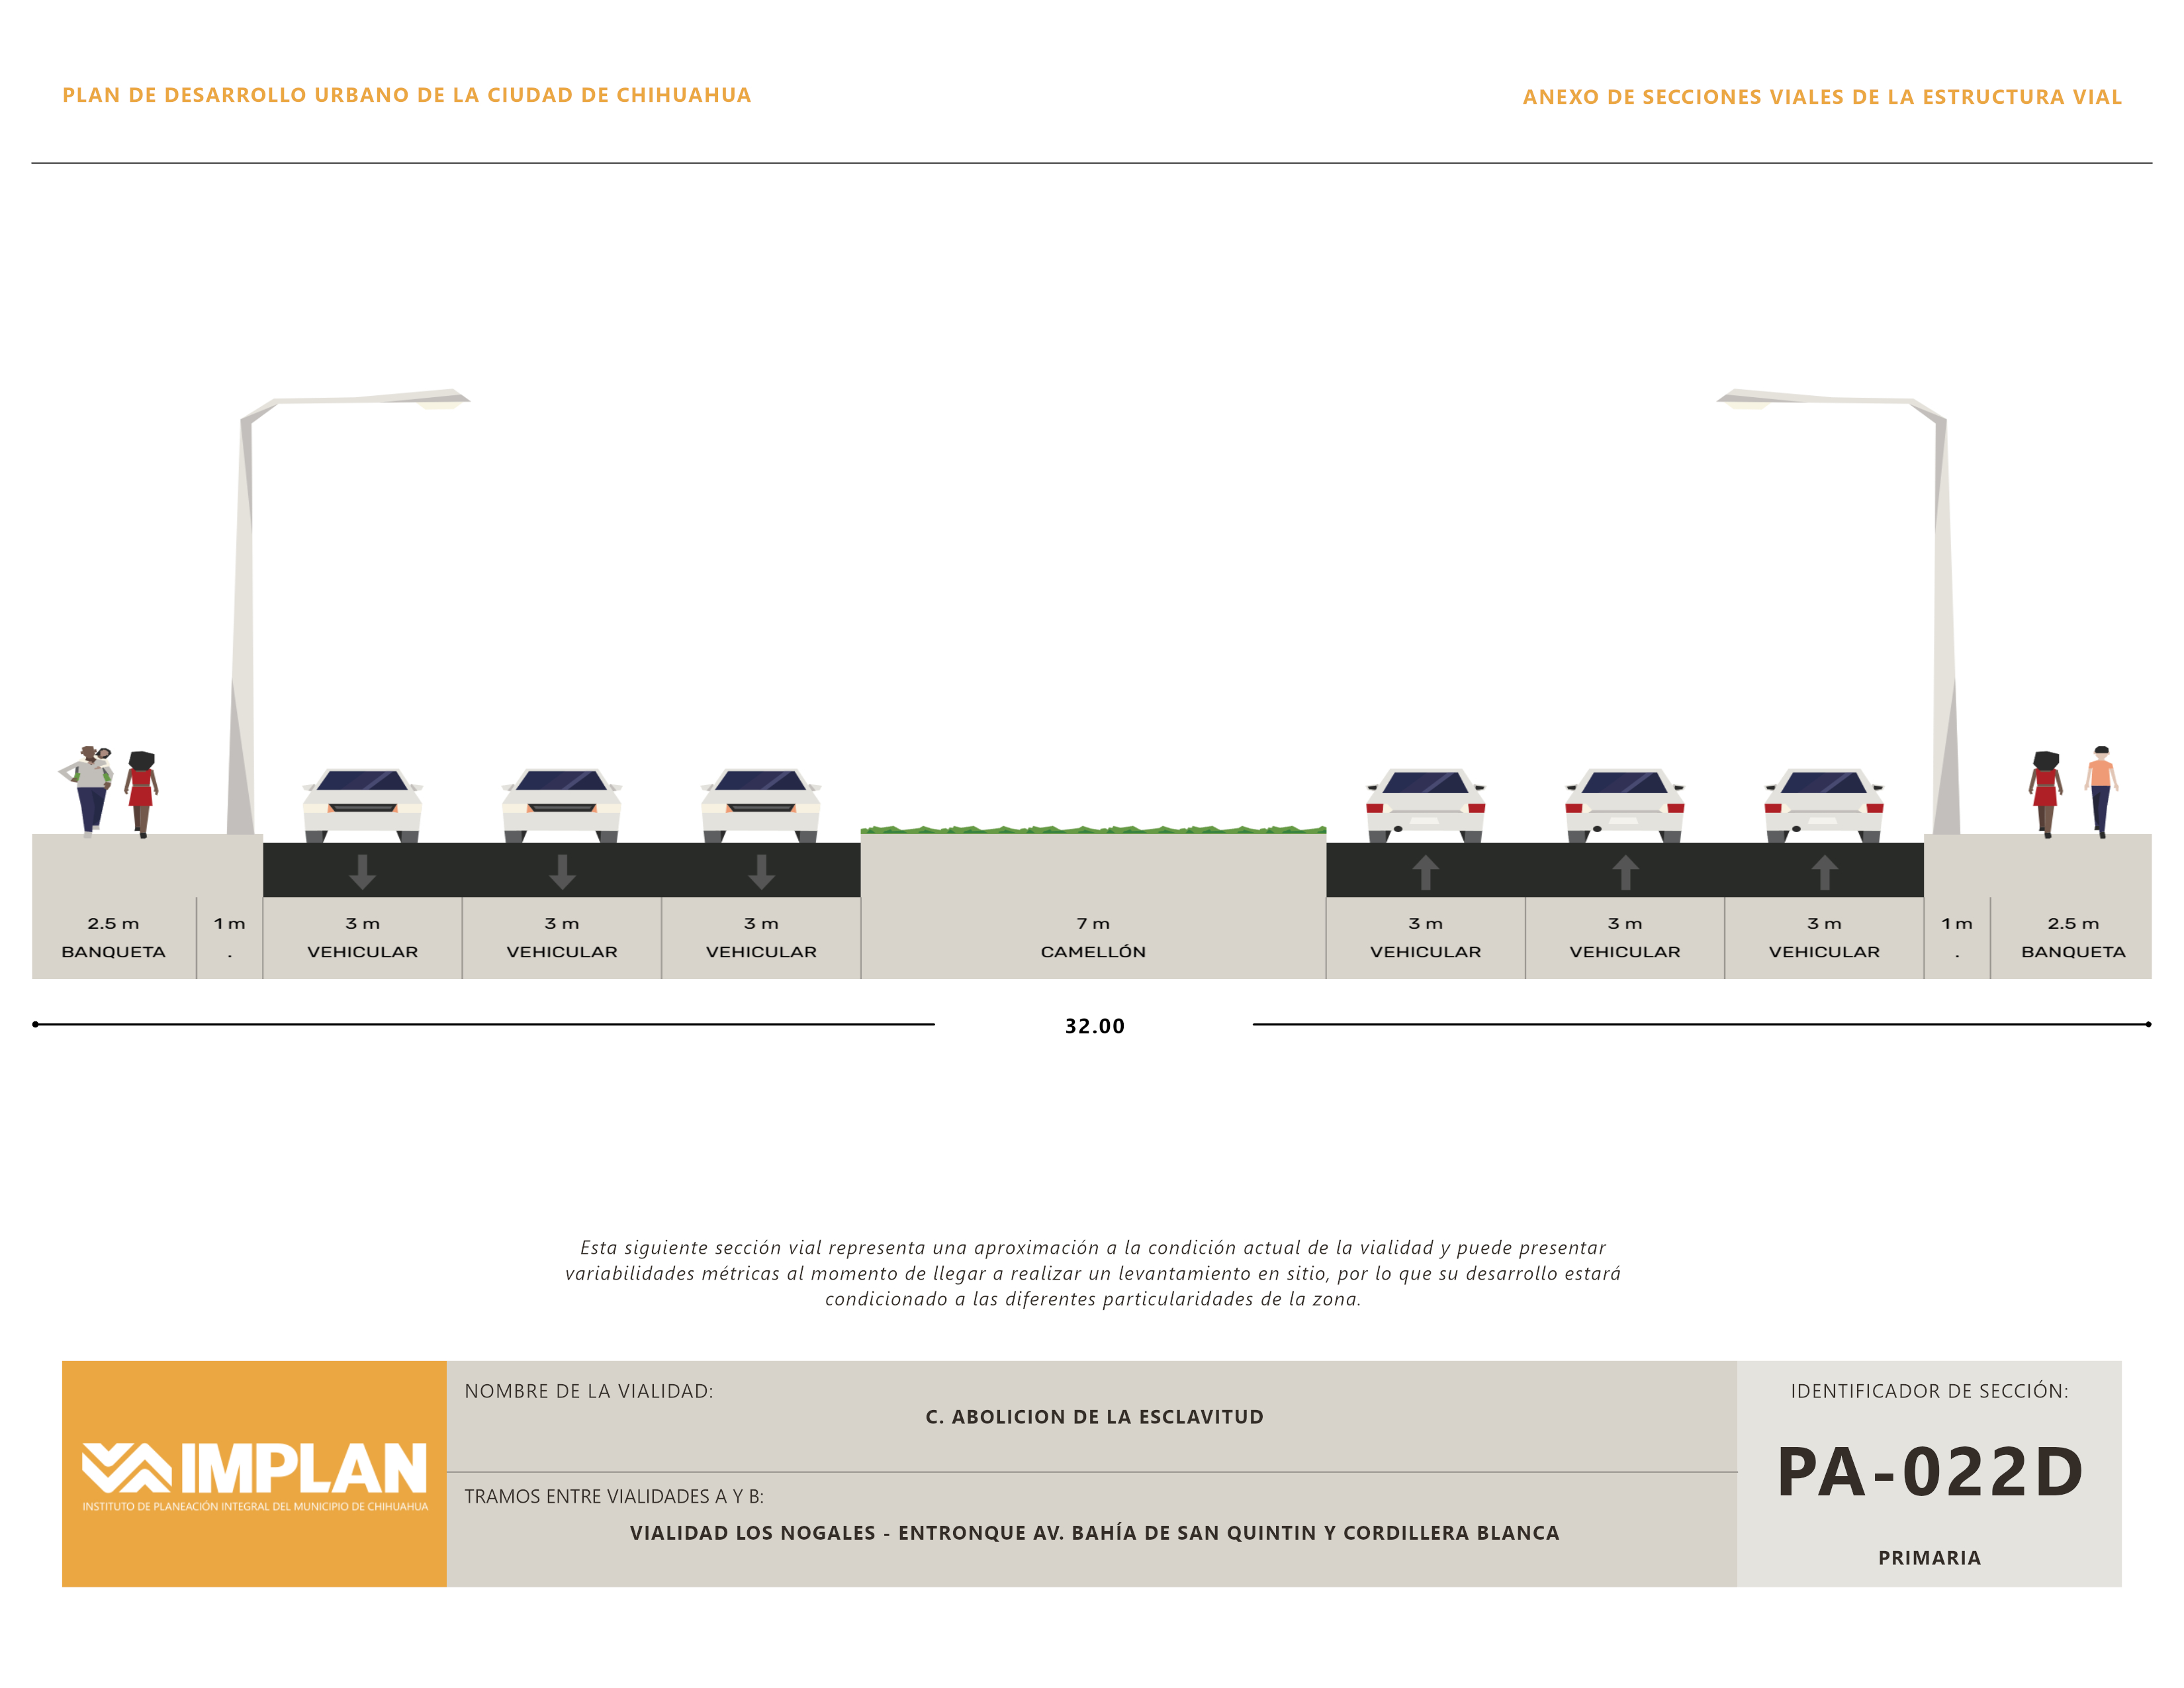 PLAN DE DESARROLLO URBANO DE LA CIUDAD DE CHIHUAHUA
ANEXO DE SECCIONES VIALES DE LA ESTRUCTURA VIAL
2.5 m 1 m 3 m 3 m 3 m 7 m 3 m 3 m 3 m 1 m 2.5 m
BANQUETA . VEHICULAR VEHICULAR VEHICULAR CAMELLÓN VEHICULAR VEHICULAR VEHICULAR . BANQUETA
32.00
Esta siguiente sección vial representa una aproximación a la condición actual de la vialidad y puede presentar
variabilidades métricas al momento de llegar a realizar un levantamiento en sitio, por lo que su desarrollo estará
condicionado a las diferentes particularidades de la zona.
IMPLAN
INSTITUTO DE PLANEACIÓN INTEGRAL DEL MUNICIPIO DE CHIHUAHUA
NOMBRE DE LA VIALIDAD:
C. ABOLICION DE LA ESCLAVITUD
TRAMOS ENTRE VIALIDADES A Y B:
VIALIDAD LOS NOGALES - ENTRONQUE AV. BAHÍA DE SAN QUINTIN Y CORDILLERA BLANCA
IDENTIFICADOR DE SECCIÓN:
PA-022D
PRIMARIA